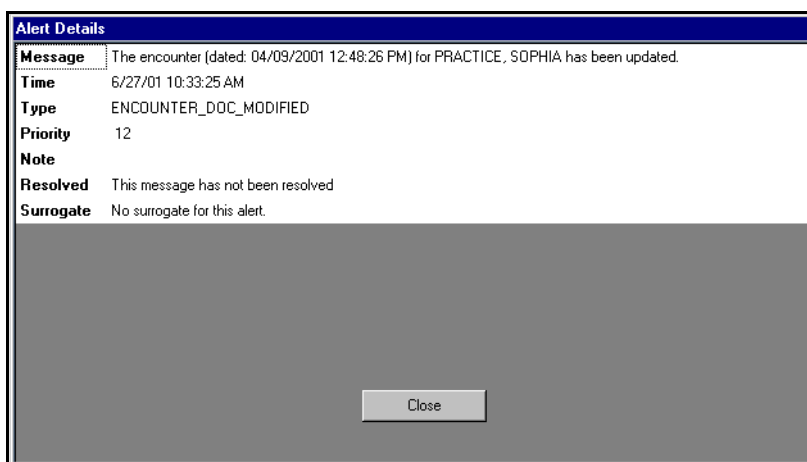 Alert Details
Message The encounter (dated: 04/09/2001 12:48:26 PM) for PRACTICE, SOPHIA has been updated.
Time 6/27/01 10:33:25 AM
Type ENCOUNTER_DOC_MODIFIED
Priority 12
Note
Resolved This message has not been resolved
Surrogate No surrogate for this alert.
Close